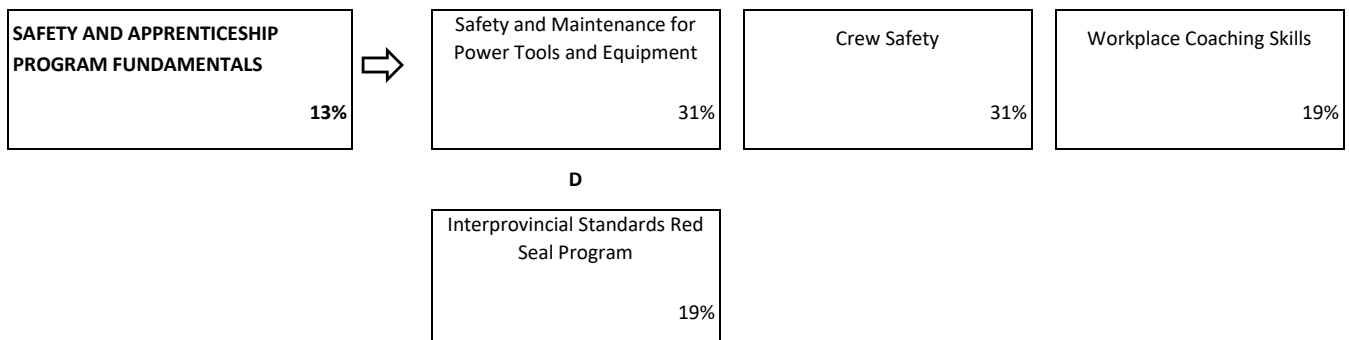 SAFETY AND APPRENTICESHIP
PROGRAM FUNDAMENTALS
13%
Safety and Maintenance for
Power Tools and Equipment
31%
Crew Safety
31%
Workplace Coaching Skills
19%
D
Interprovincial Standards Red
Seal Program
19%